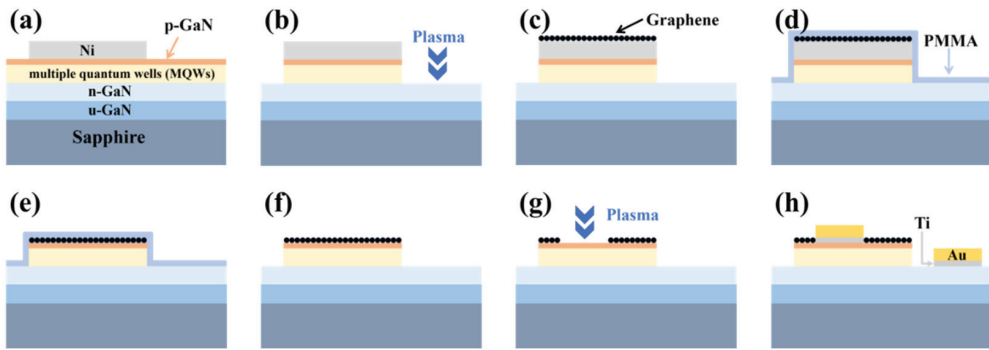 (a)
p-GaN
Ni
multiple quantum wells (MQWs)
n-GaN
u-GaN
Sapphire
(b)
Plasma
(c)
Graphene
(d)
PMMA
(e)
(f)
(g)
Plasma
(h)
Ti
Au